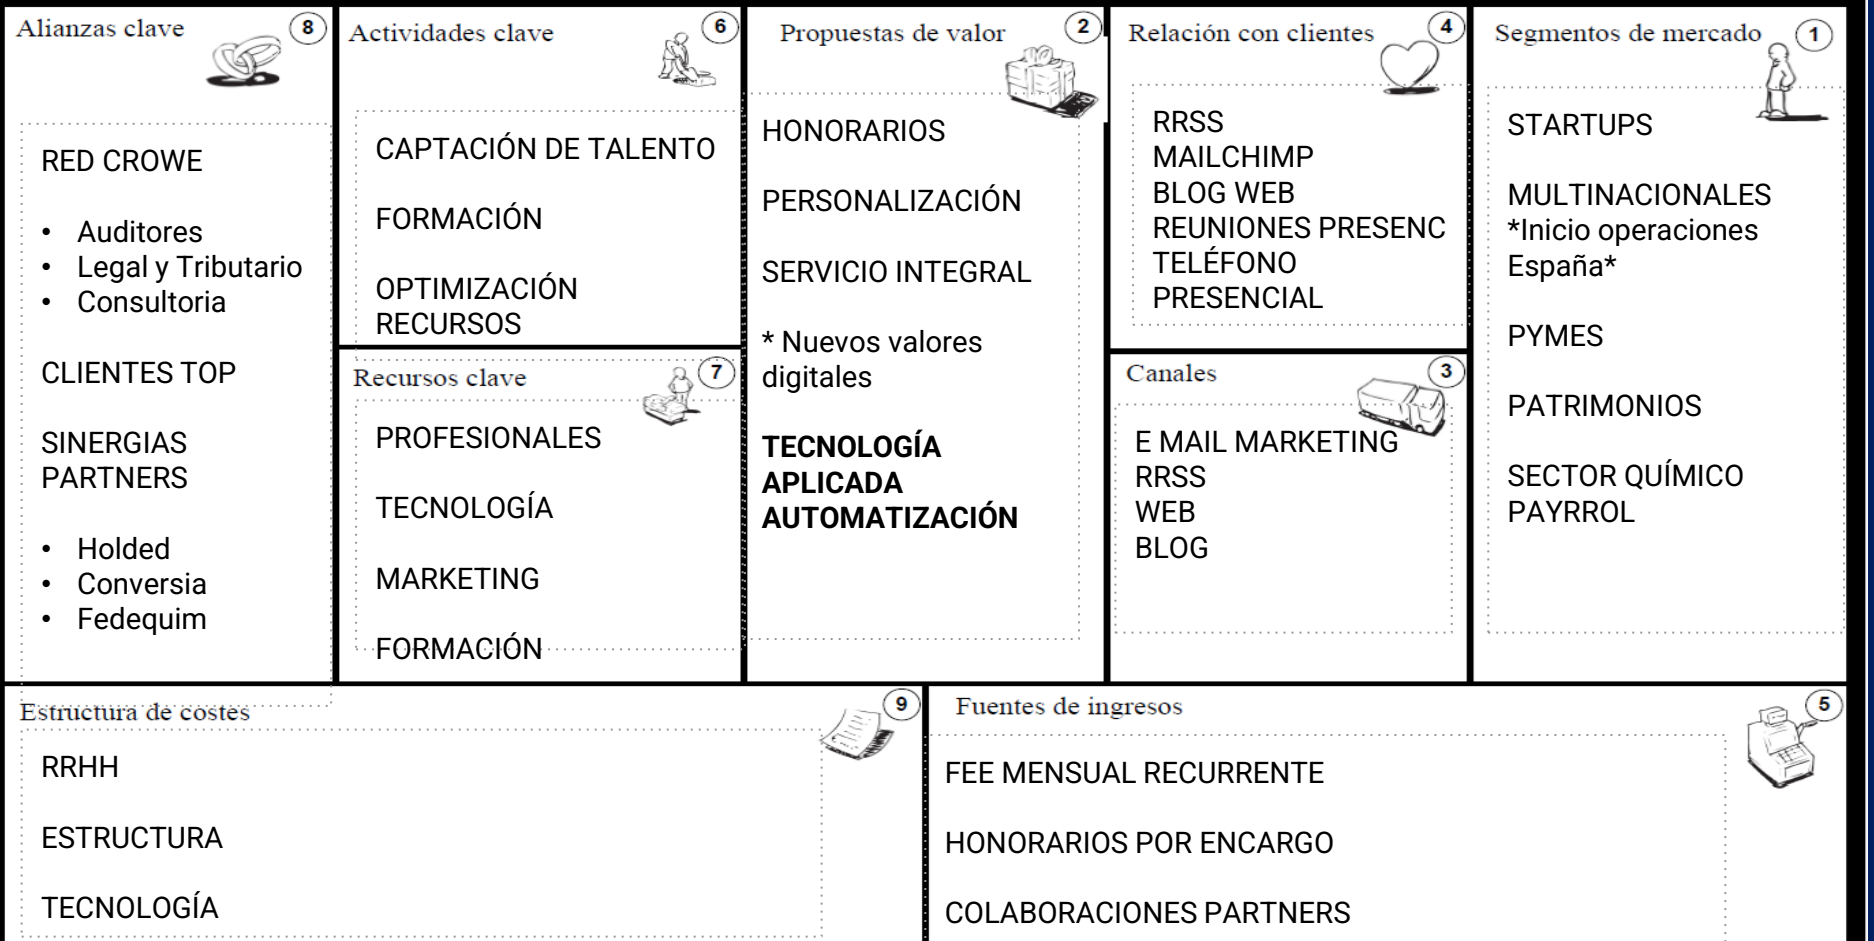 Alianzas clave
8
RED CROWE
• Auditores
• Legal y Tributario
• Consultoria
CLIENTES TOP
SINERGIAS
PARTNERS
• Holded
• Conversia
• Fedequim
Actividades clave
6
CAPTACIÓN DE TALENTO
FORMACIÓN
OPTIMIZACIÓN
RECURSOS
Recursos clave
7
PROFESIONALES
TECNOLOGÍA
MARKETING
FORMACIÓN
Propuestas de valor
2
HONORARIOS
PERSONALIZACIÓN
SERVICIO INTEGRAL
* Nuevos valores
digitales
TECNOLOGÍA
APLICADA
AUTOMATIZACIÓN
Relación con clientes
4
RRSS
MAILCHIMP
BLOG WEB
REUNIONES PRESENC
TELÉFONO
PRESENCIAL
Canales
3
E MAIL MARKETING
RRSS
WEB
BLOG
Segmentos de mercado
1
STARTUPS
MULTINACIONALES
*Inicio operaciones
España*
PYMES
PATRIMONIOS
SECTOR QUÍMICO
PAYRROL
Estructura de costes
9
RRHH
ESTRUCTURA
TECNOLOGÍA
Fuentes de ingresos
5
FEE MENSUAL RECURRENTE
HONORARIOS POR ENCARGO
COLABORACIONES PARTNERS